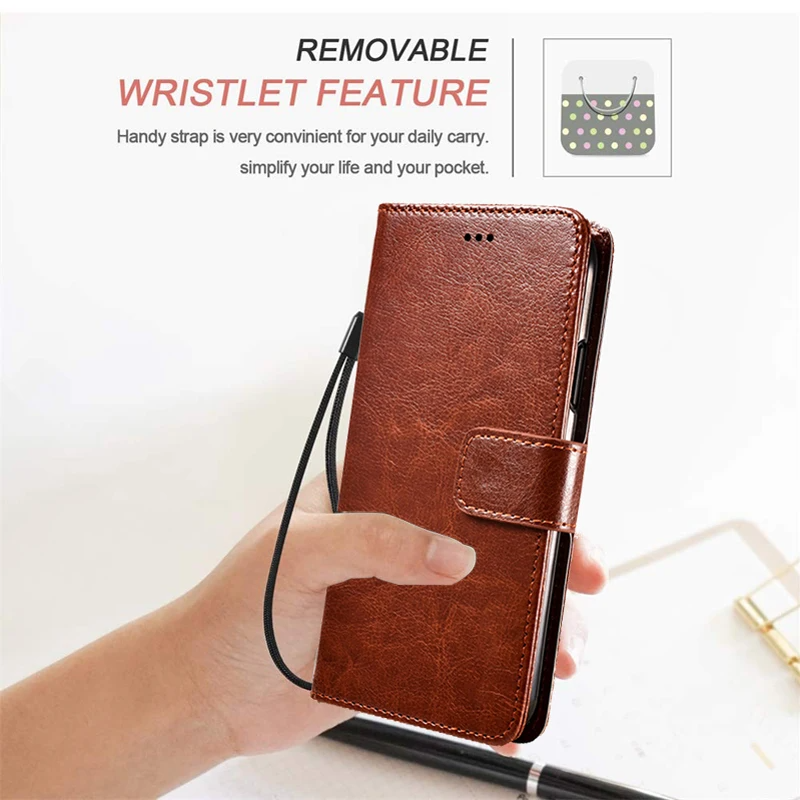 REMOVABLE
WRISTLET FEATURE
Handy strap is very convinient for your daily carry.
simplify your life and your pocket.